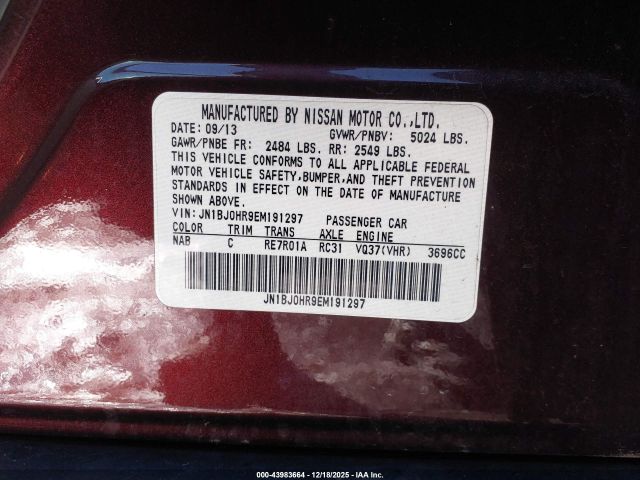 MANUFACTURED BY NISSAN MOTOR CO.,LTD.
DATE: 09/13 GVWR/PNBV: 5024 LBS.
GAWR/PNBE FR: 2484 LBS. RR: 2549 LBS.
THIS VEHICLE CONFORMS TO ALL APPLICABLE FEDERAL
MOTOR VEHICLE SAFETY, BUMPER, AND THEFT PREVENTION
STANDARDS IN EFFECT ON THE DATE OF MANUFACTURE
SHOWN ABOVE.
VIN: JN1BJ0HR9EM191297 PASSENGER CAR
COLOR TRIM TRANS AXLE ENGINE
NAB C RE7R01A RC31 VQ37(VHR) 3696CC
JN1BJ0HR9EM191297
000-43983664 - 12/18/2025 - IAA Inc.